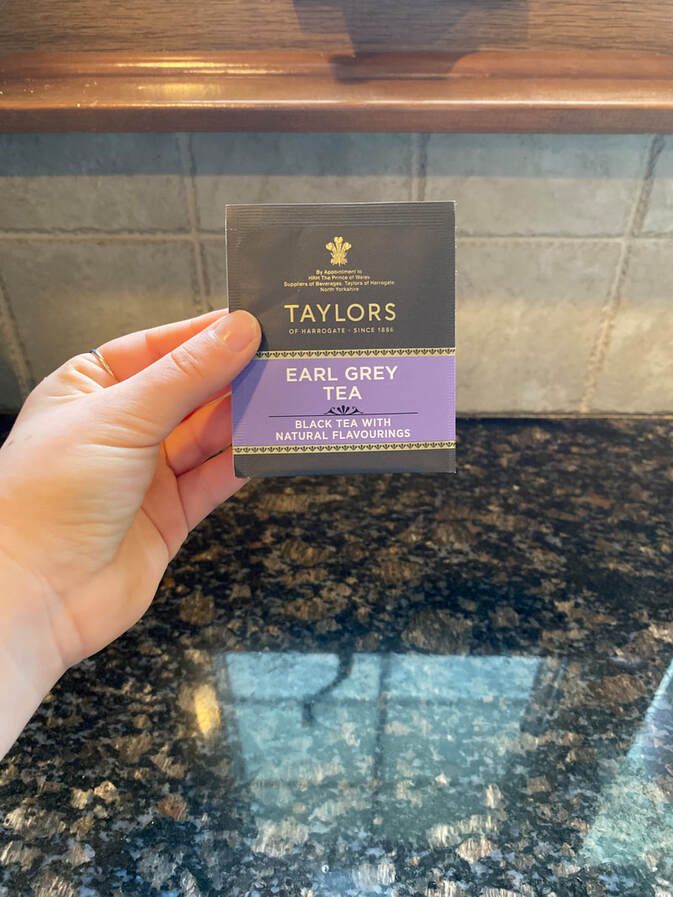 By Appointment to
HRH The Prince of Wales
Suppliers of Beverages, Taylors of Harrogate
North Yorkshire
TAYLORS
OF HARROGATE • SINCE 1886
EARL GREY
TEA
BLACK TEA WITH
NATURAL FLAVOURINGS